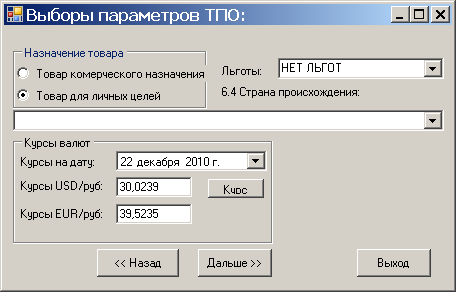 Выборы параметров ТПО:
Назначение товара
Товар комерческого назначения
Товар для личных целей
Льготы: НЕТ ЛЬГОТ
6.4 Страна происхождения:
Курсы валют
Курсы на дату: 22 декабря 2010 г.
Курсы USD/руб: 30,0239
Курс
Курсы EUR/руб: 39,5235
<< Назад
Дальше >>
Выход